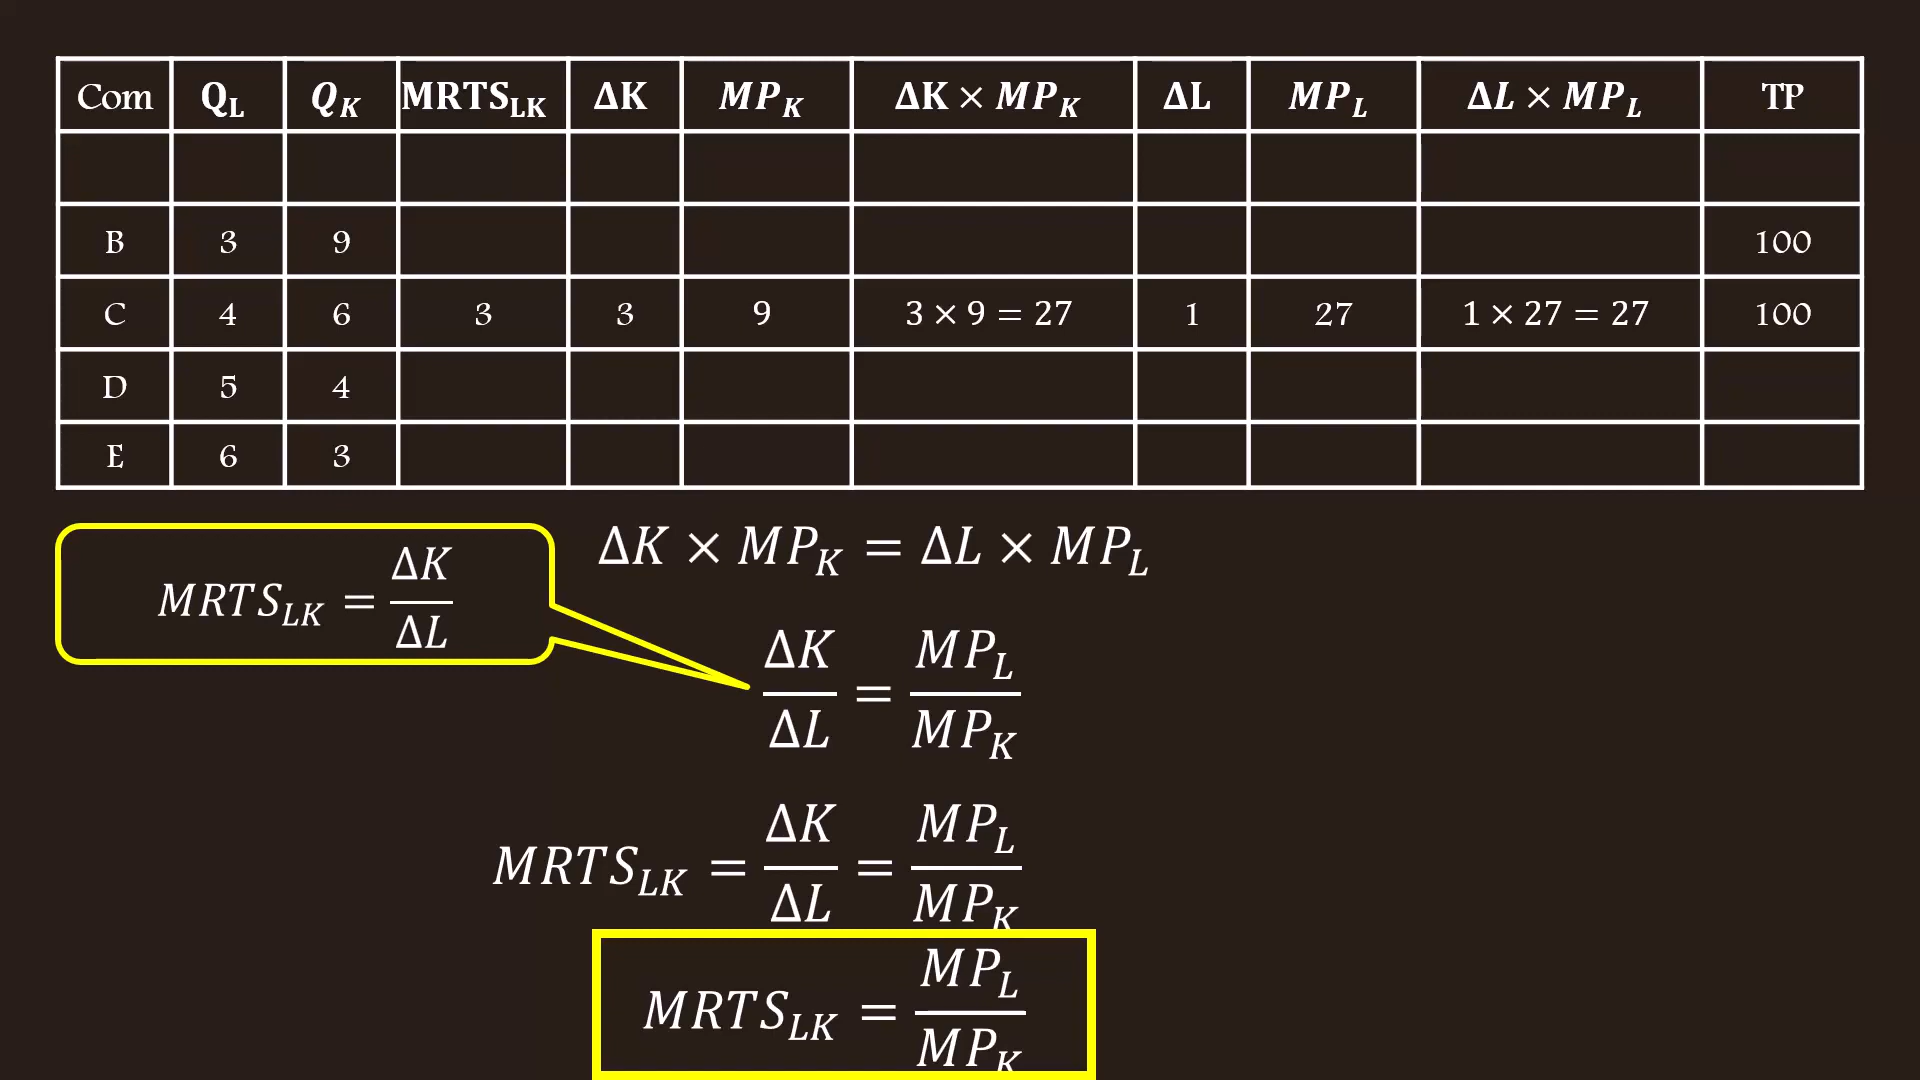 Com Q_L Q_K MRTS_LK ΔK MP_K ΔK × MP_K ΔL MP_L ΔL × MP_L TP
B 3 9 100
C 4 6 3 3 9 3 × 9 = 27 1 27 1 × 27 = 27 100
D 5 4
E 6 3
ΔK × MP_K = ΔL × MP_L
MRTS_LK = ΔK/ΔL
ΔK/ΔL = MP_L/MP_K
MRTS_LK = ΔK/ΔL = MP_L/MP_K
MRTS_LK = MP_L/MP_K